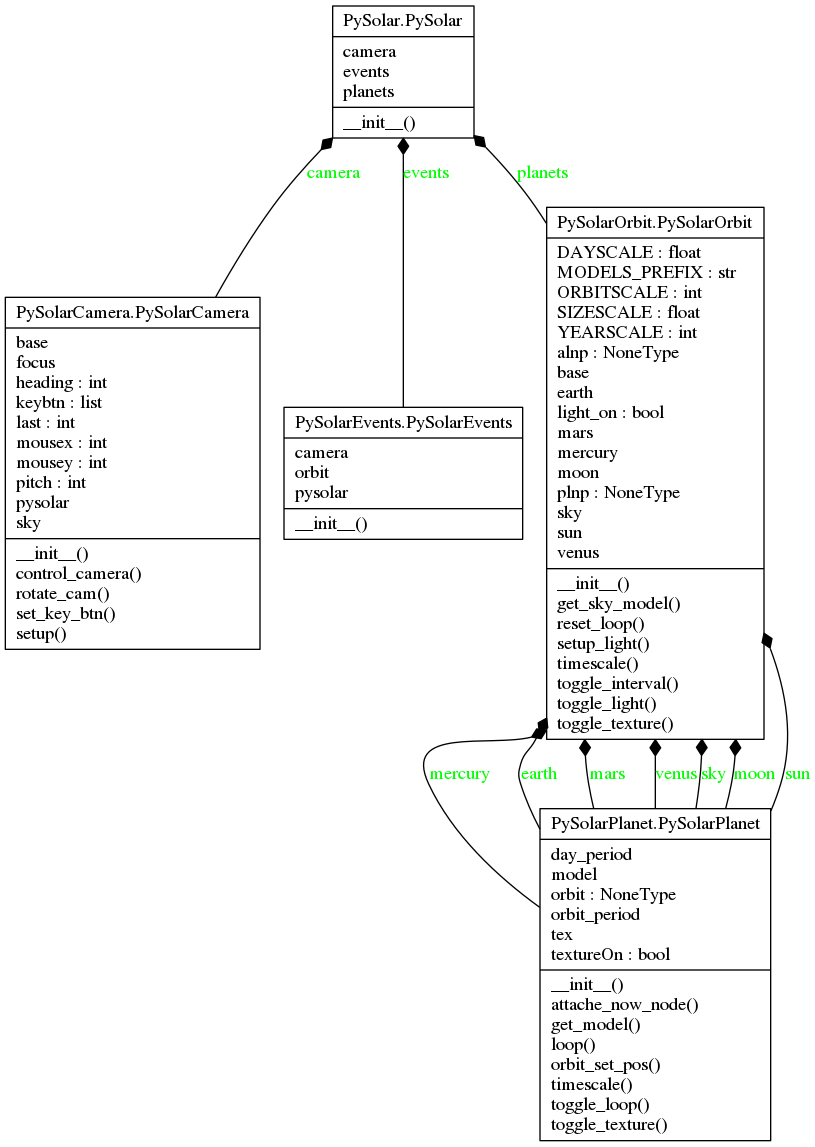 PySolar.PySolar
camera
events
planets
__init__()
camera
events
planets
PySolarOrbit.PySolarOrbit
DAYSCALE : float
MODELS_PREFIX : str
ORBITSCALE : int
SIZESCALE : float
YEARSCALE : int
alnp : NoneType
base
earth
light_on : bool
mars
mercury
moon
plnp : NoneType
sky
sun
venus
__init__()
get_sky_model()
reset_loop()
setup_light()
timescale()
toggle_interval()
toggle_light()
toggle_texture()
PySolarCamera.PySolarCamera
base
focus
heading : int
keybtn : list
last : int
mousex : int
mousey : int
pitch : int
pysolar
sky
__init__()
control_camera()
rotate_cam()
set_key_btn()
setup()
PySolarEvents.PySolarEvents
camera
orbit
pysolar
__init__()
mercury
earth
mars
venus
sky
moon
sun
PySolarPlanet.PySolarPlanet
day_period
model
orbit : NoneType
orbit_period
tex
textureOn : bool
__init__()
attache_now_node()
get_model()
loop()
orbit_set_pos()
timescale()
toggle_loop()
toggle_texture()